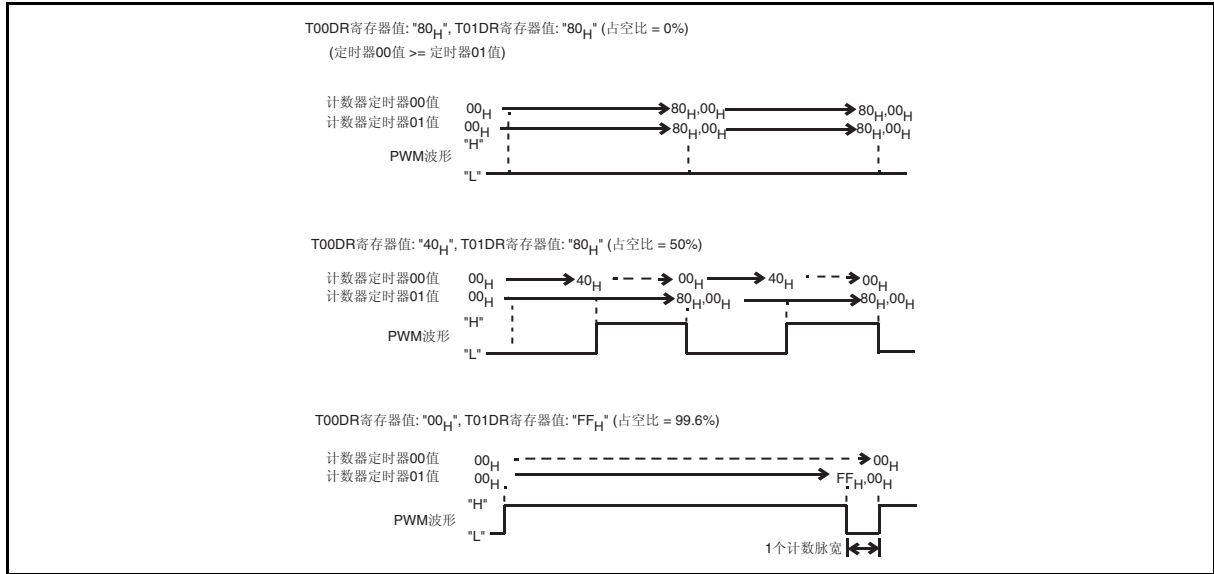 T00DR寄存器值: "80H", T01DR寄存器值: "80H" (占空比 = 0%)
(定时器00值 >= 定时器01值)
计数器定时器00值 00H 80H,00H 80H,00H
计数器定时器01值 00H 80H,00H 80H,00H
"H"
PWM波形
"L"
T00DR寄存器值: "40H", T01DR寄存器值: "80H" (占空比 = 50%)
计数器定时器00值 00H 40H 00H 40H 00H
计数器定时器01值 00H 80H,00H 80H,00H
"H"
PWM波形
"L"
T00DR寄存器值: "00H", T01DR寄存器值: "FFH" (占空比 = 99.6%)
计数器定时器00值 00H 00H
计数器定时器01值 00H FFH,00H
"H"
PWM波形
"L"
1个计数脉宽